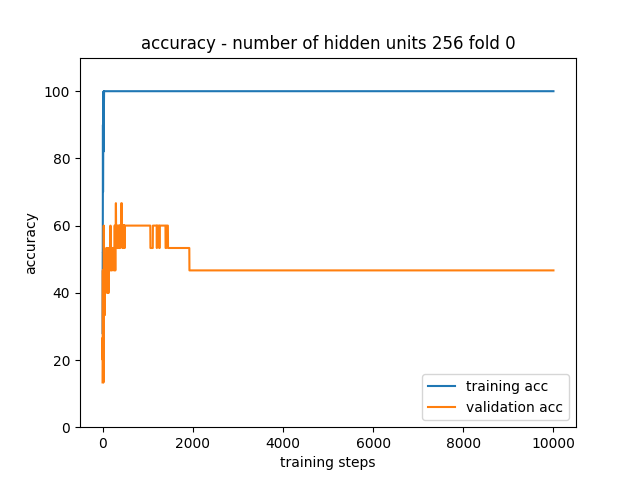 accuracy - number of hidden units 256 fold 0
100
80
60
40
20
0
accuracy
0 2000 4000 6000 8000 10000
training steps
training acc
validation acc